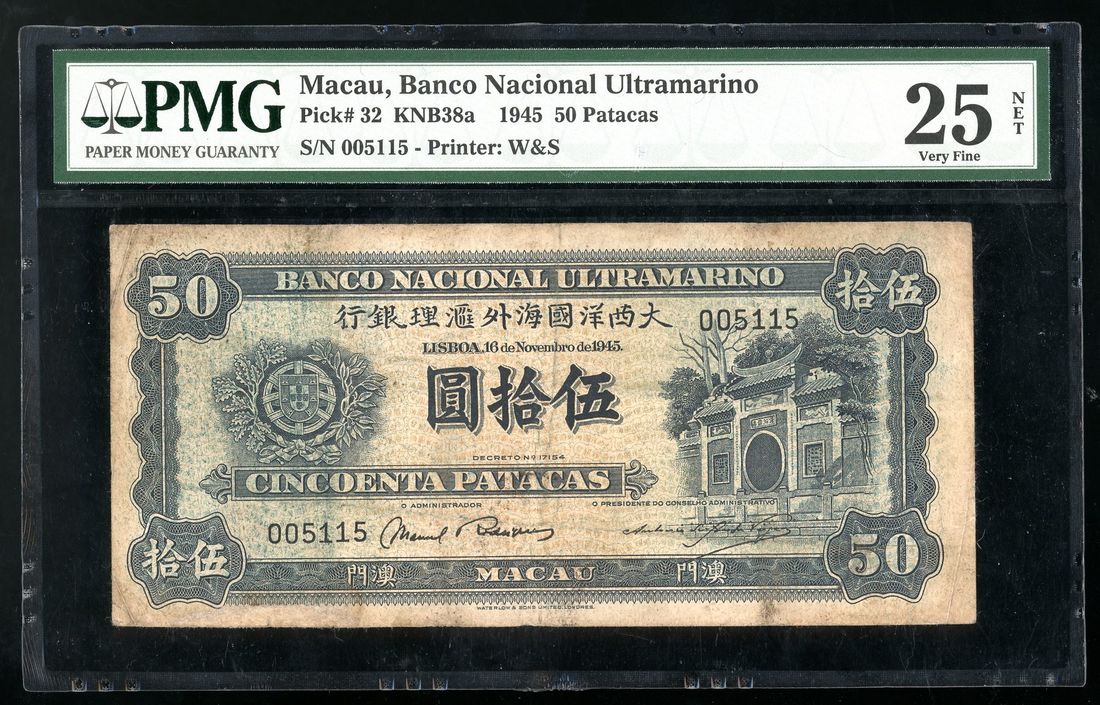 PMG
PAPER MONEY GUARANTY
Macau, Banco Nacional Ultramarino
Pick# 32 KNB38a 1945 50 Patacas
S/N 005115 - Printer: W&S
25
NET
Very Fine
50
BANCO NACIONAL ULTRAMARINO
伍拾
大西洋國海外滙理銀行
005115
LISBOA, 16 de Novembro de 1945.
伍拾圓
DECRETO Nº 17154
CINCOENTA PATACAS
O ADMINISTRADOR
O PRESIDENTE DO CONSELHO ADMINISTRATIVO
005115
Manuel
伍拾
澳門
MACAU
澳門
50
WATERLOW & SONS LIMITED, LONDRES.